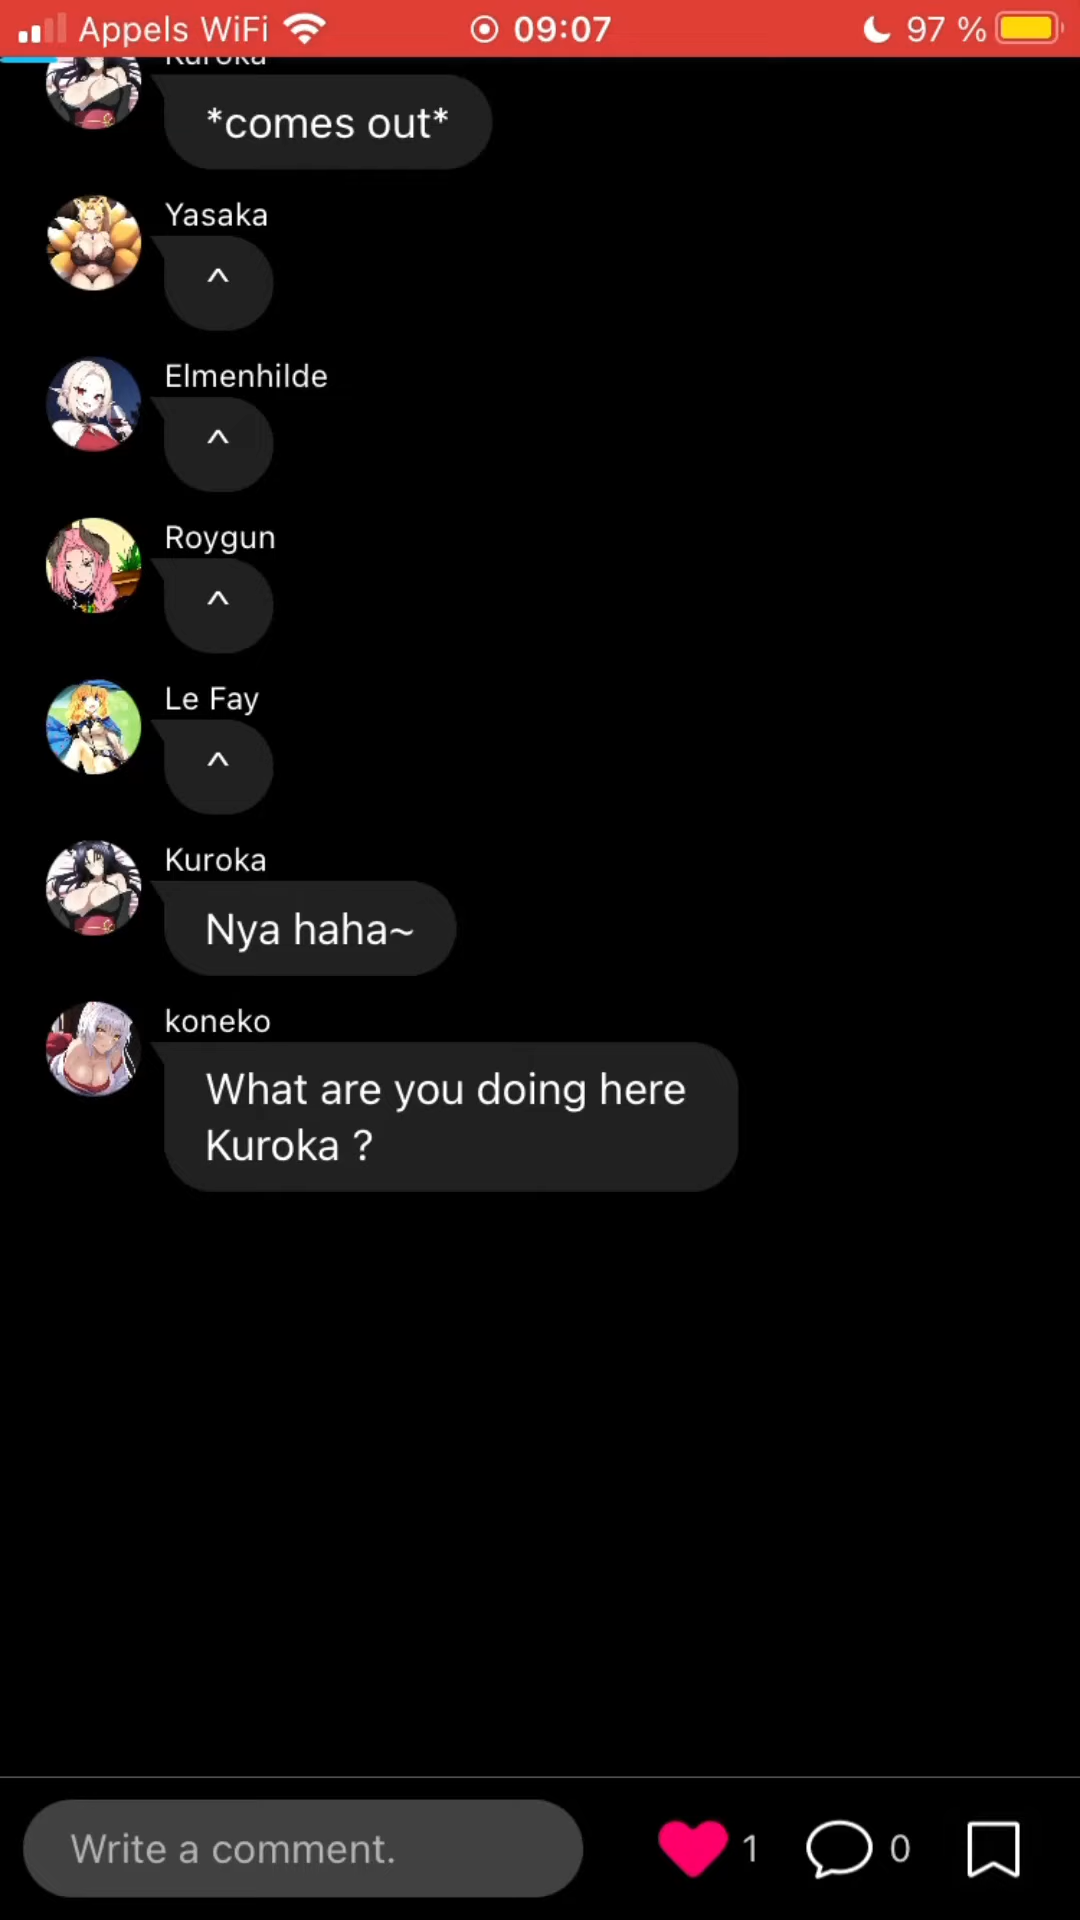 Appels WiFi 09:07 97 %
Kuroka
*comes out*
Yasaka
^
Elmenhilde
^
Roygun
^
Le Fay
^
Kuroka
Nya haha~
koneko
What are you doing here
Kuroka ?
Write a comment. 1 0